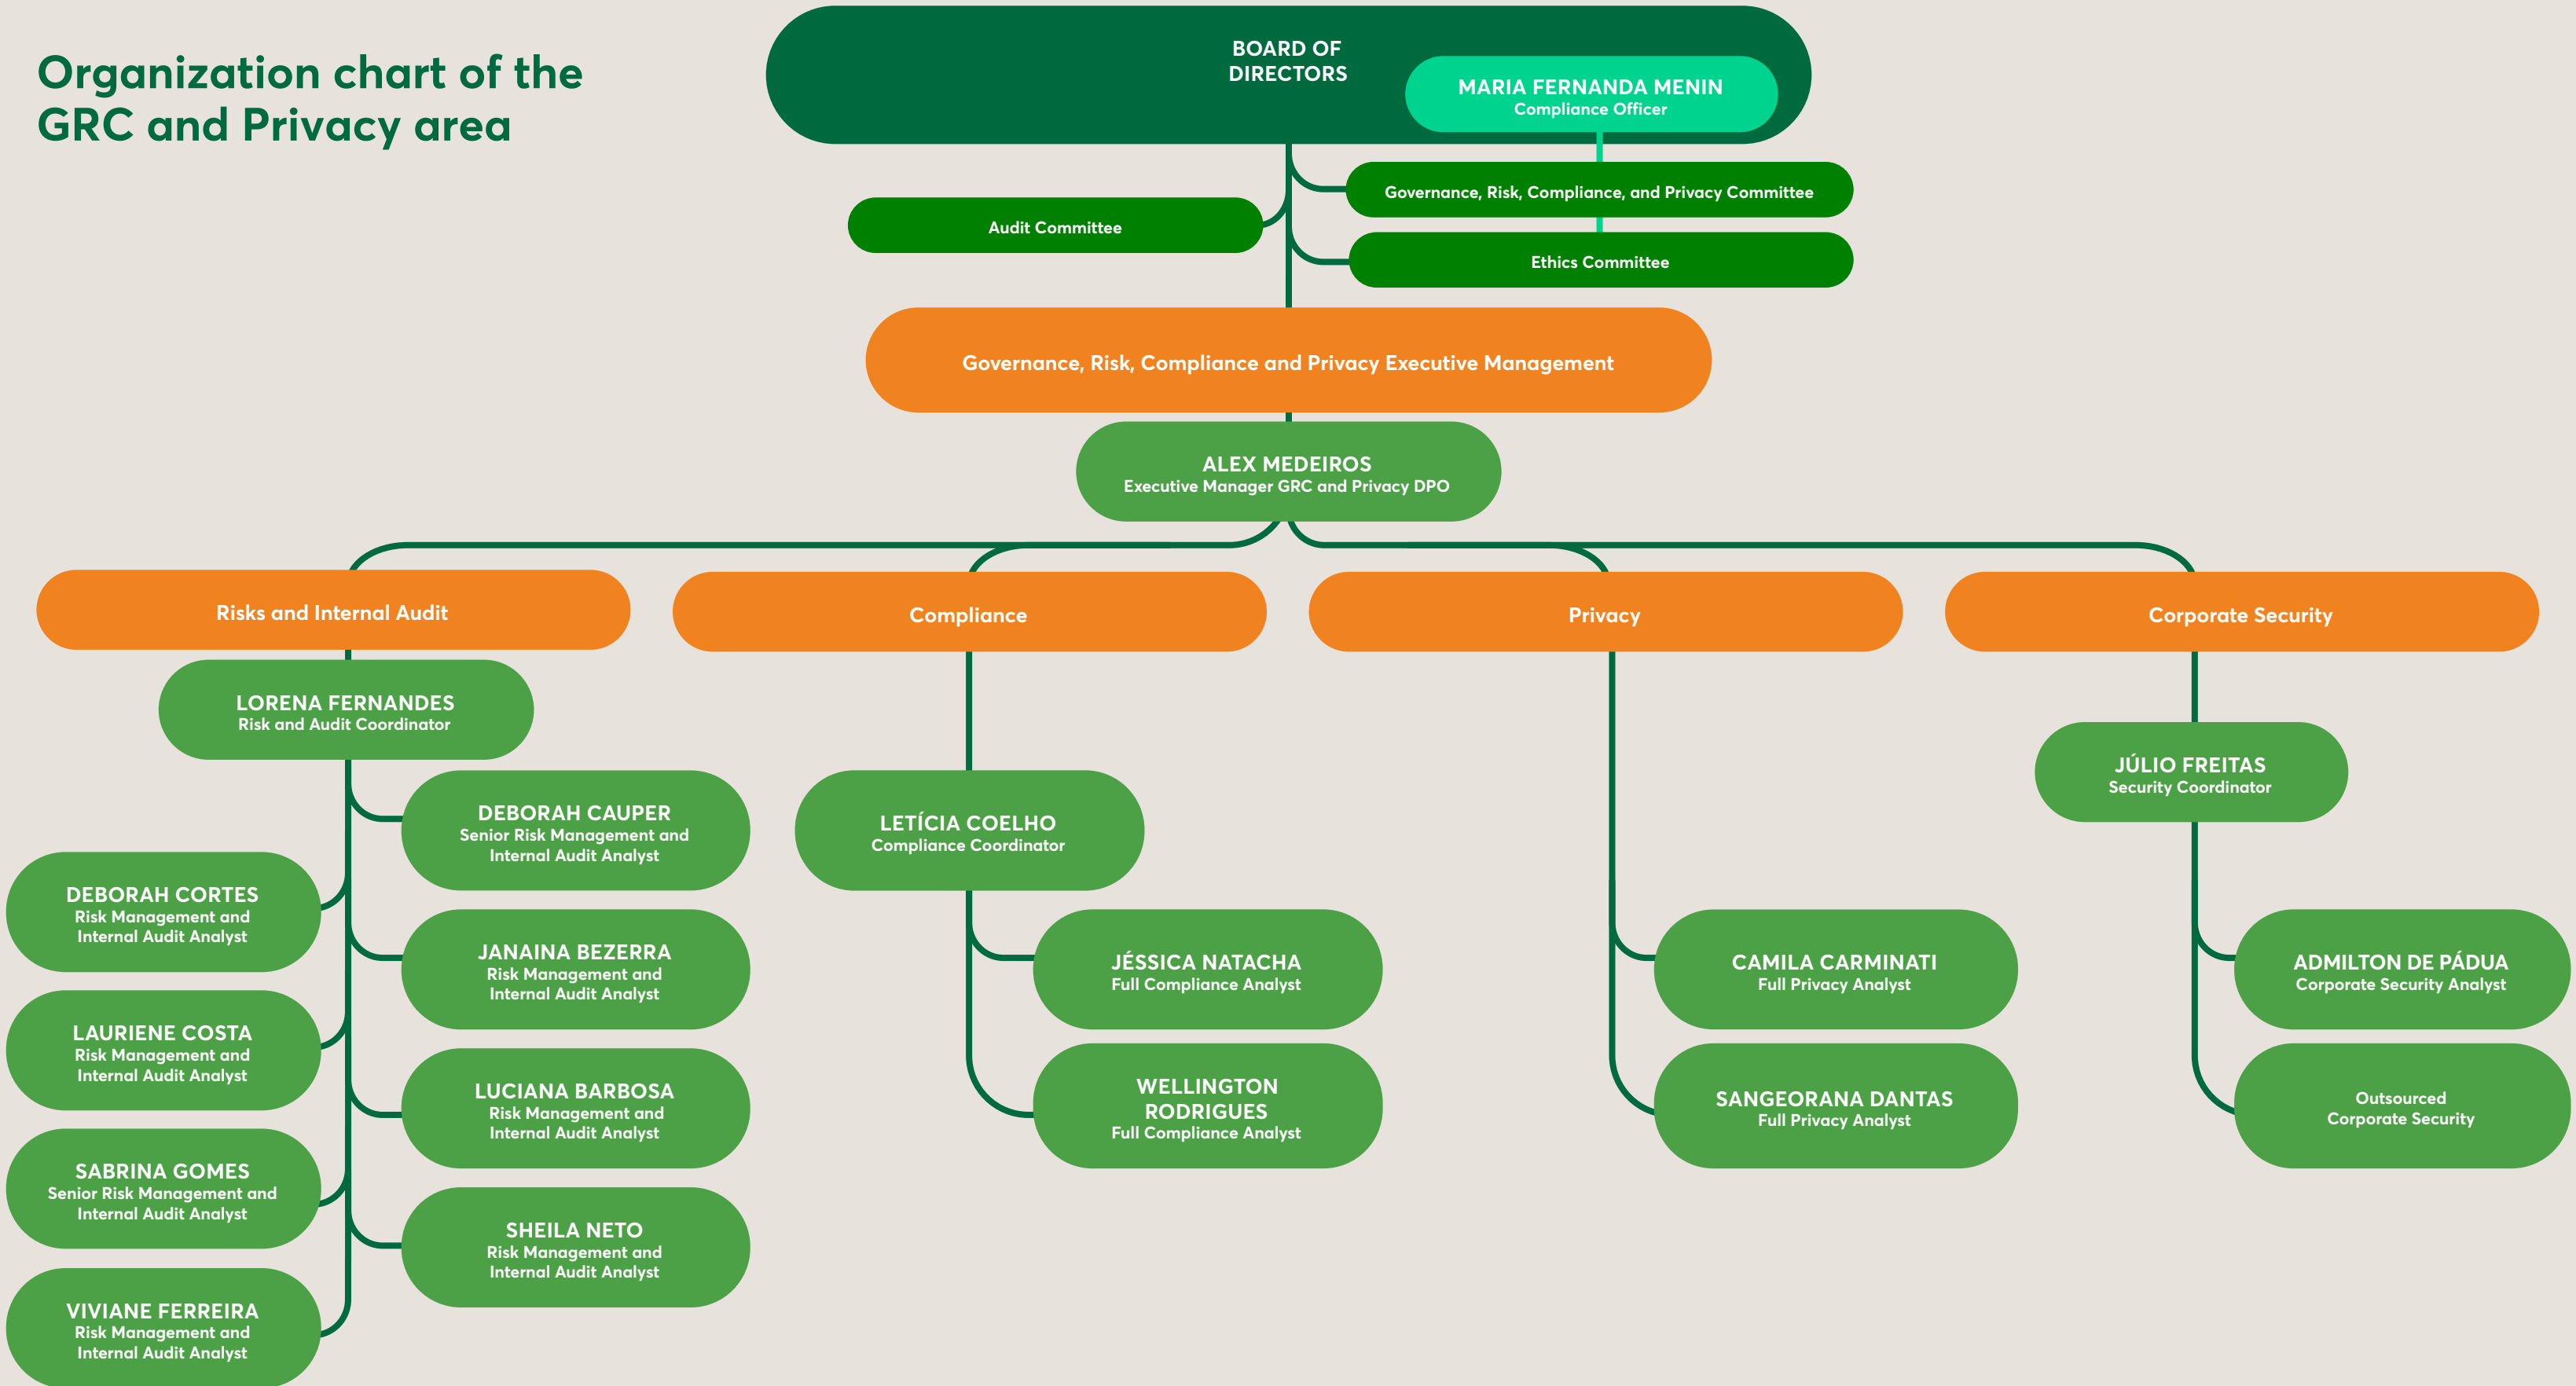 Organization chart of the
GRC and Privacy area
BOARD OF
DIRECTORS
MARIA FERNANDA MENIN
Compliance Officer
Governance, Risk, Compliance, and Privacy Committee
Audit Committee
Ethics Committee
Governance, Risk, Compliance and Privacy Executive Management
ALEX MEDEIROS
Executive Manager GRC and Privacy DPO
Risks and Internal Audit
LORENA FERNANDES
Risk and Audit Coordinator
DEBORAH CAUPER
Senior Risk Management and
Internal Audit Analyst
DEBORAH CORTES
Risk Management and
Internal Audit Analyst
JANAINA BEZERRA
Risk Management and
Internal Audit Analyst
LAURIENE COSTA
Risk Management and
Internal Audit Analyst
LUCIANA BARBOSA
Risk Management and
Internal Audit Analyst
SABRINA GOMES
Senior Risk Management and
Internal Audit Analyst
SHEILA NETO
Risk Management and
Internal Audit Analyst
VIVIANE FERREIRA
Risk Management and
Internal Audit Analyst
Compliance
LETÍCIA COELHO
Compliance Coordinator
JÉSSICA NATACHA
Full Compliance Analyst
WELLINGTON
RODRIGUES
Full Compliance Analyst
Privacy
CAMILA CARMINATI
Full Privacy Analyst
SANGEORANA DANTAS
Full Privacy Analyst
Corporate Security
JÚLIO FREITAS
Security Coordinator
ADMILTON DE PÁDUA
Corporate Security Analyst
Outsourced
Corporate Security